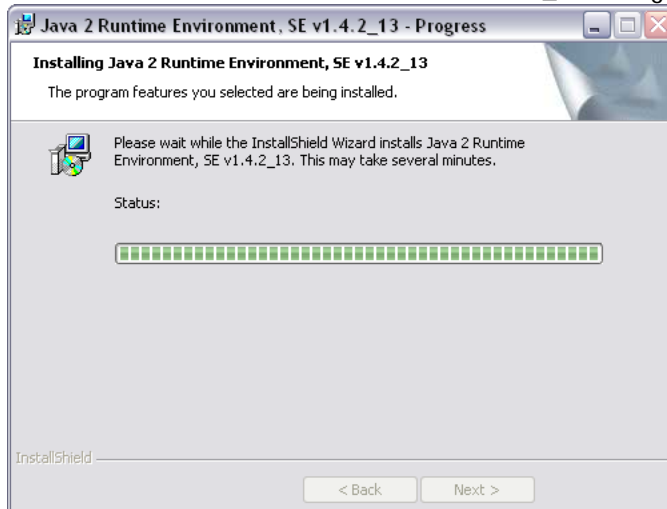 Java 2 Runtime Environment, SE v1.4.2_13 - Progress
Installing Java 2 Runtime Environment, SE v1.4.2_13
The program features you selected are being installed.
Please wait while the InstallShield Wizard installs Java 2 Runtime
Environment, SE v1.4.2_13. This may take several minutes.
Status:
InstallShield
< Back
Next >